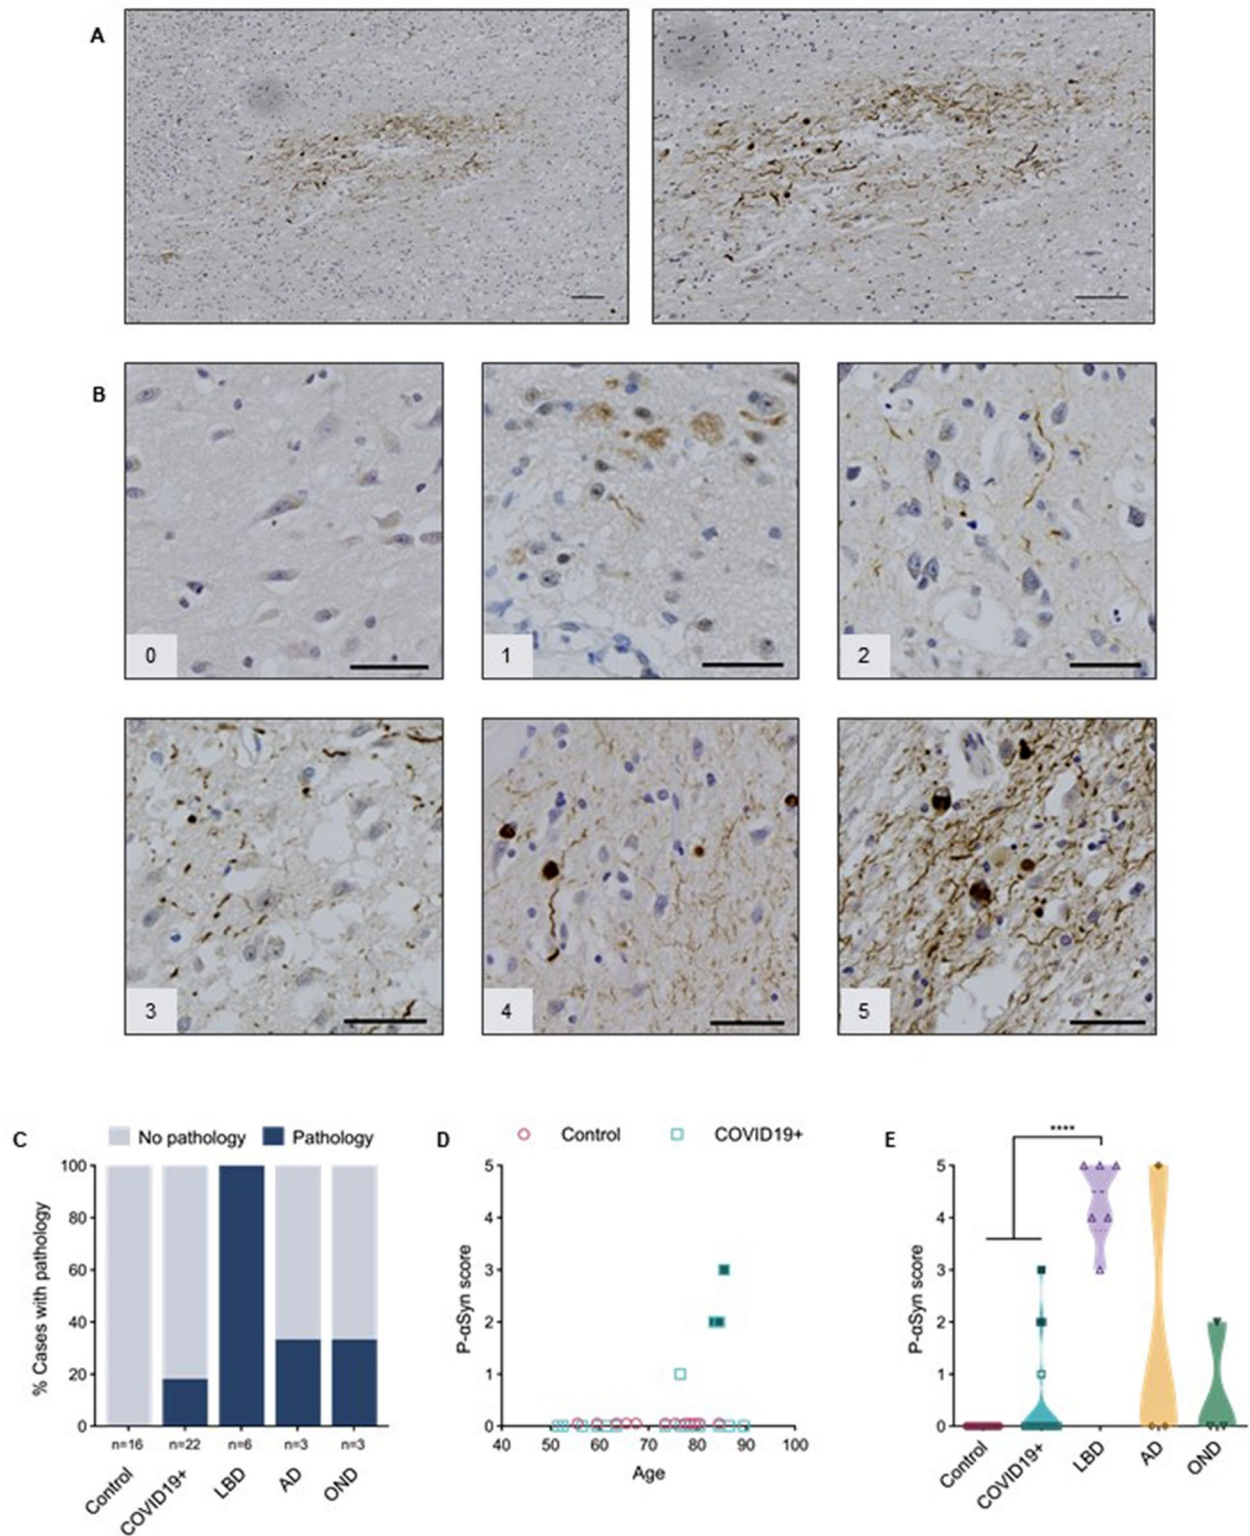 A
B
0
1
2
3
4
5
C
No pathology
Pathology
% Cases with pathology
100
80
60
40
20
0
n=16
n=22
n=6
n=3
n=3
Control
COVID19+
LBD
AD
OND
D
Control
COVID19+
P-αSyn score
5
4
3
2
1
0
40
50
60
70
80
90
100
Age
E
****
P-αSyn score
5
4
3
2
1
0
Control
COVID19+
LBD
AD
OND